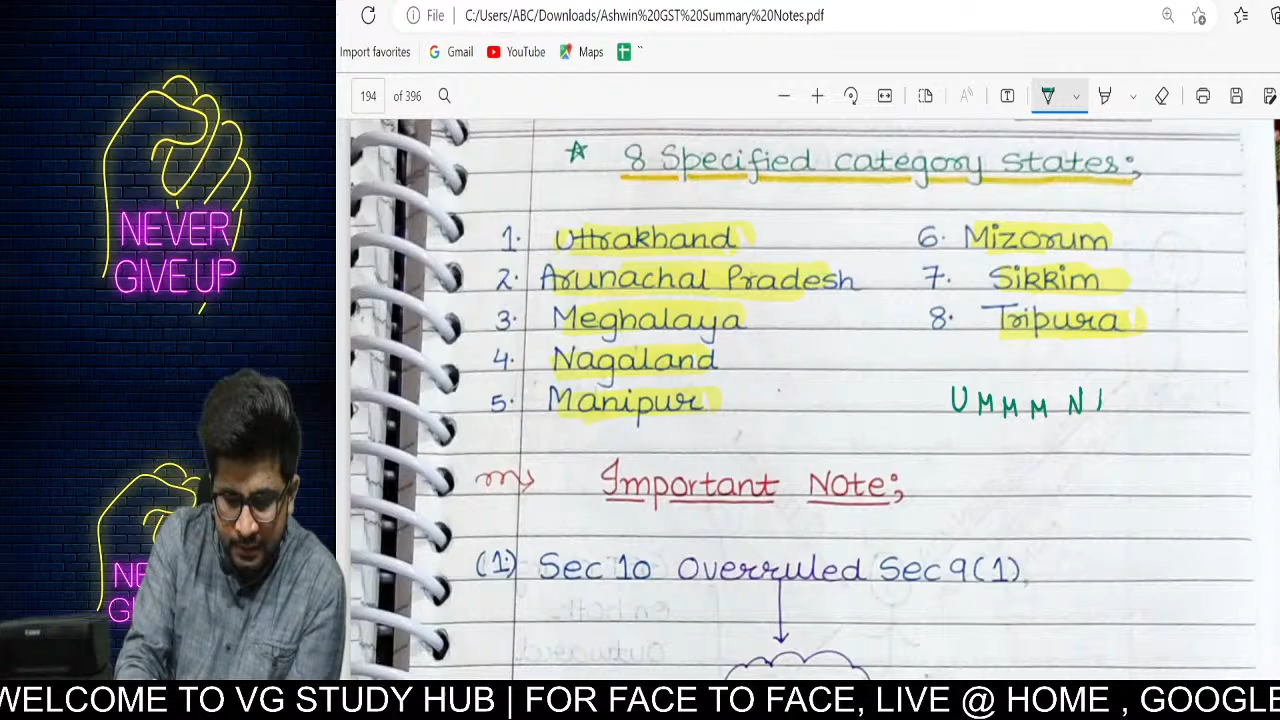 File C:/Users/ABC/Downloads/Ashwin%20GST%20Summary%20Notes.pdf
Import favorites Gmail YouTube Maps
194 of 396
☆ 8 Specified category States;
1. Uttrakhand
2. Arunachal Pradesh
3. Meghalaya
4. Nagaland
5. Manipur
6. Mizorum
7. Sikkim
8. Tripura
U M M M N
Important Note;
(1) Sec 10 Overruled Sec 9(1)
NEVER
GIVE UP
NE
G
WELCOME TO VG STUDY HUB | FOR FACE TO FACE, LIVE @ HOME , GOOGLE